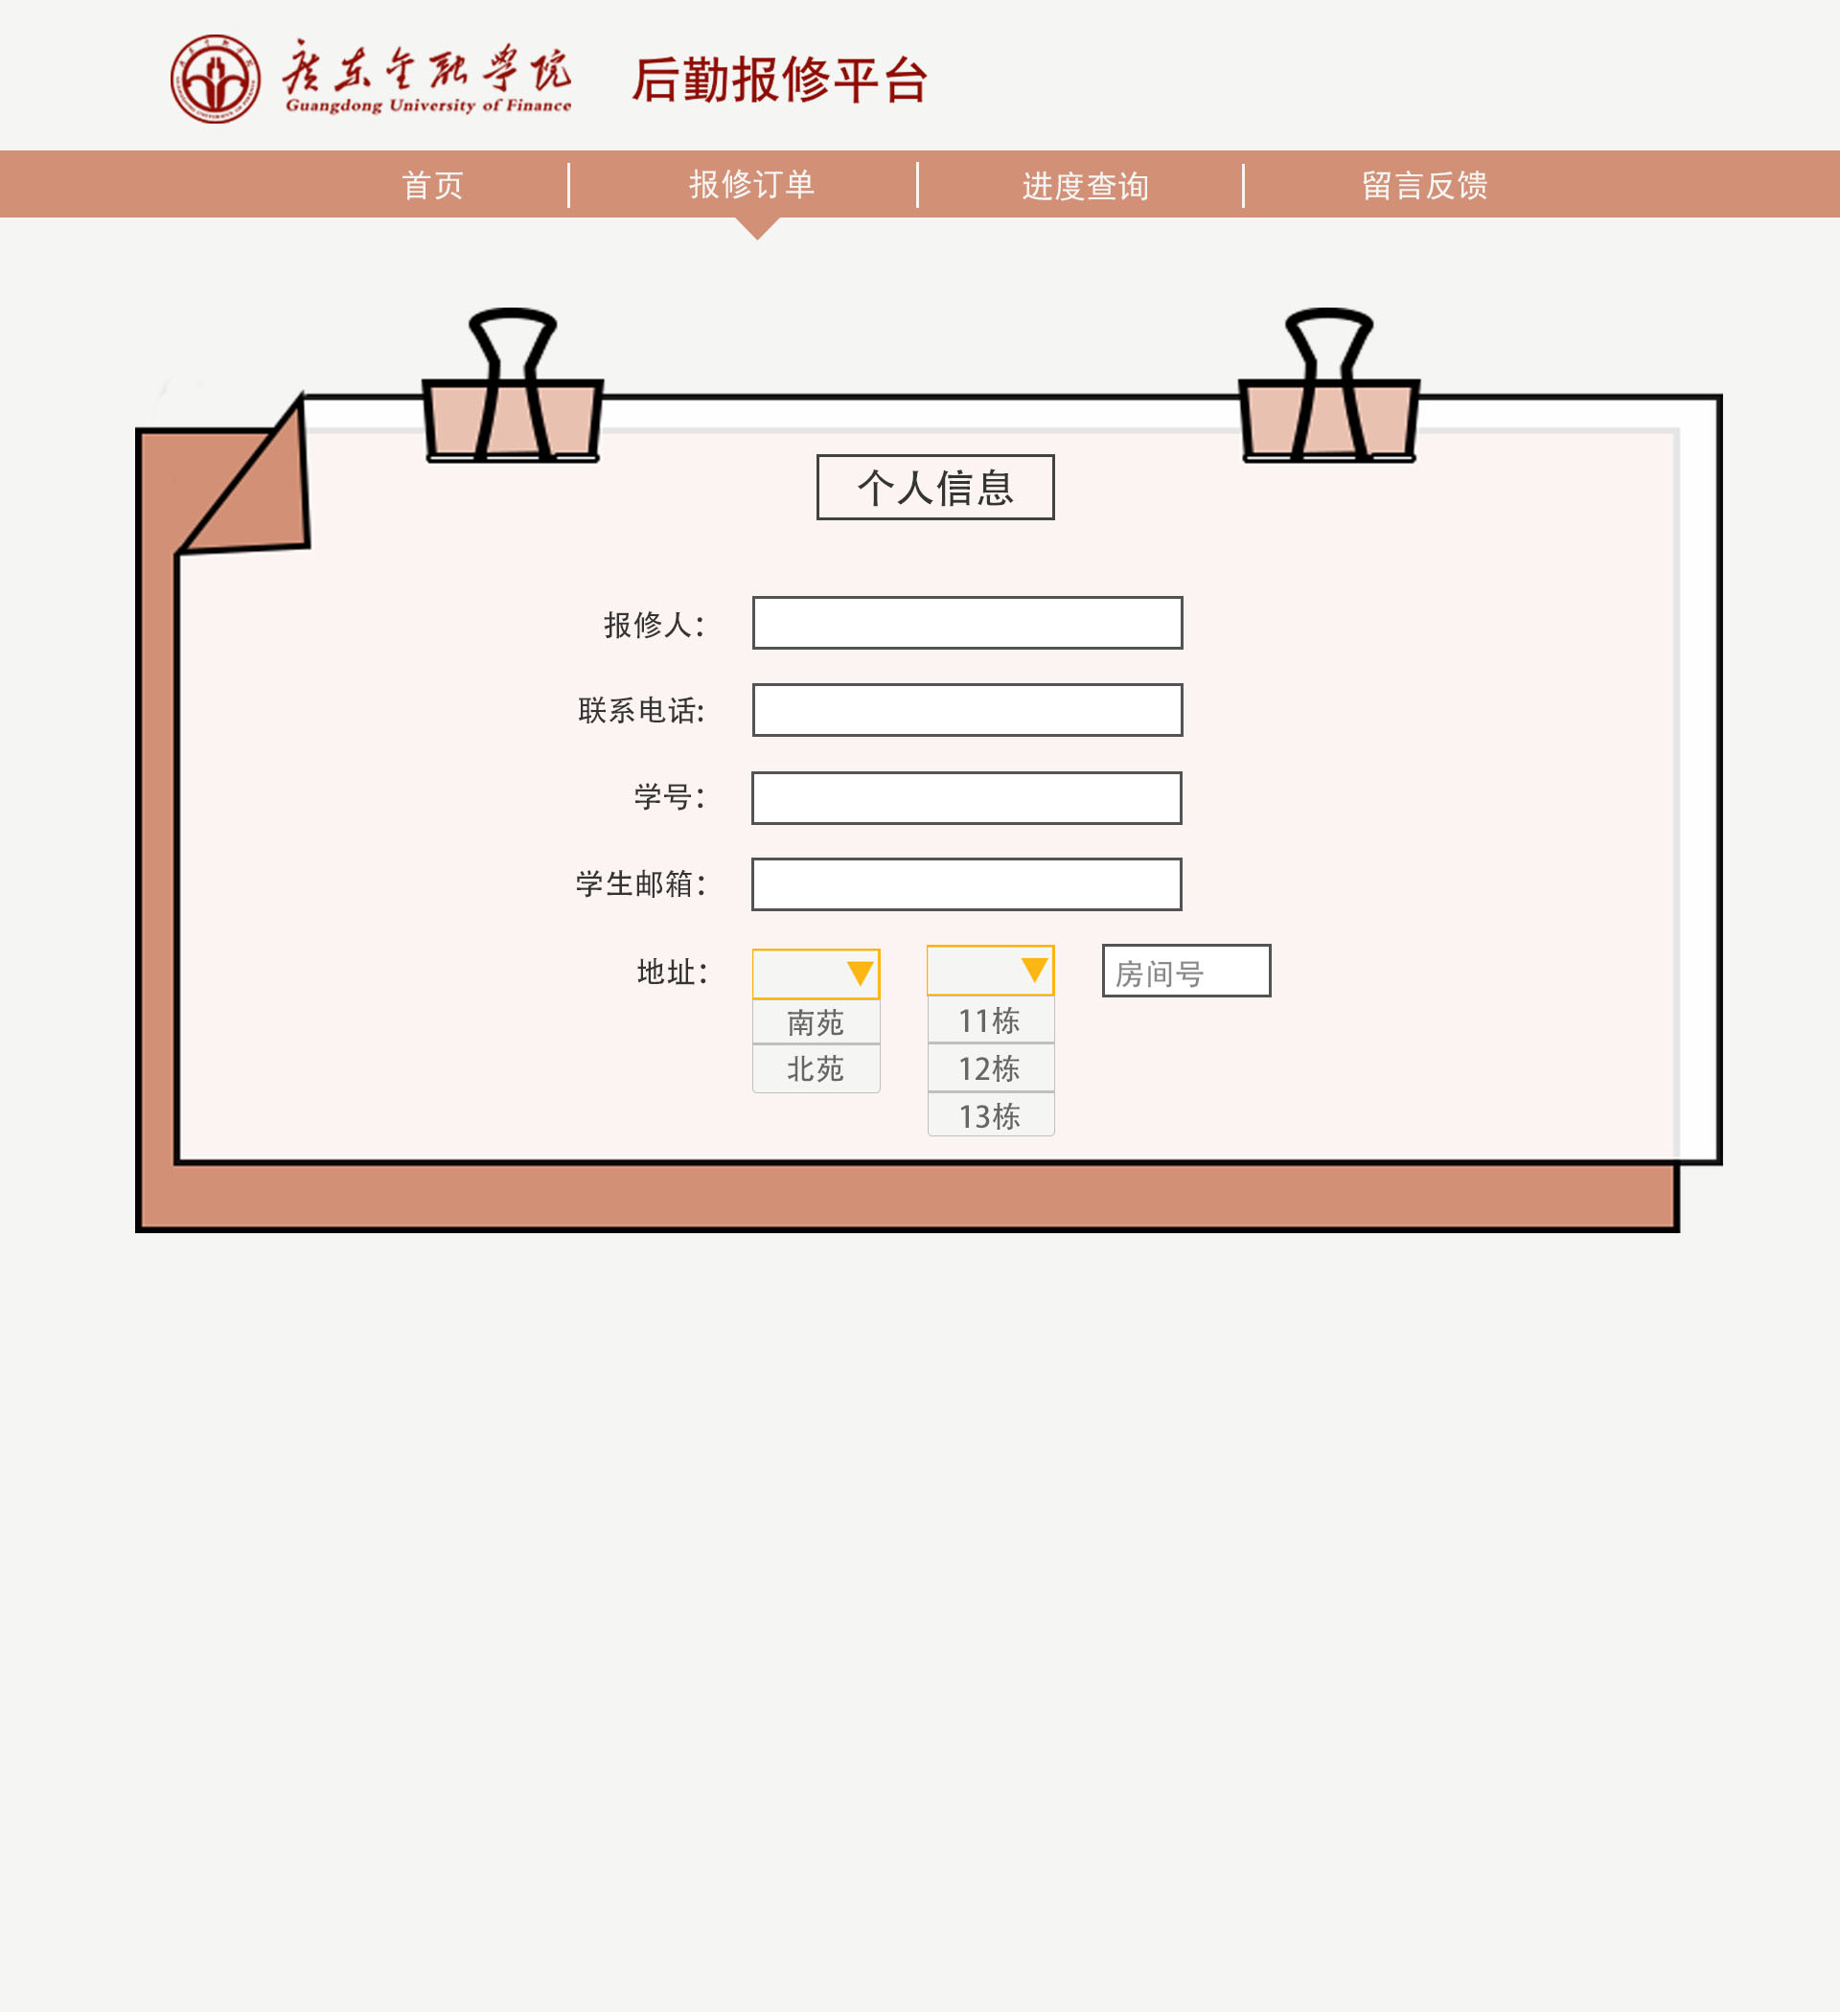 广东金融学院
Guangdong University of Finance
后勤报修平台
首页 报修订单 进度查询 留言反馈
个人信息
报修人：
联系电话:
学号：
学生邮箱：
地址： 房间号
南苑 11栋
北苑 12栋
13栋